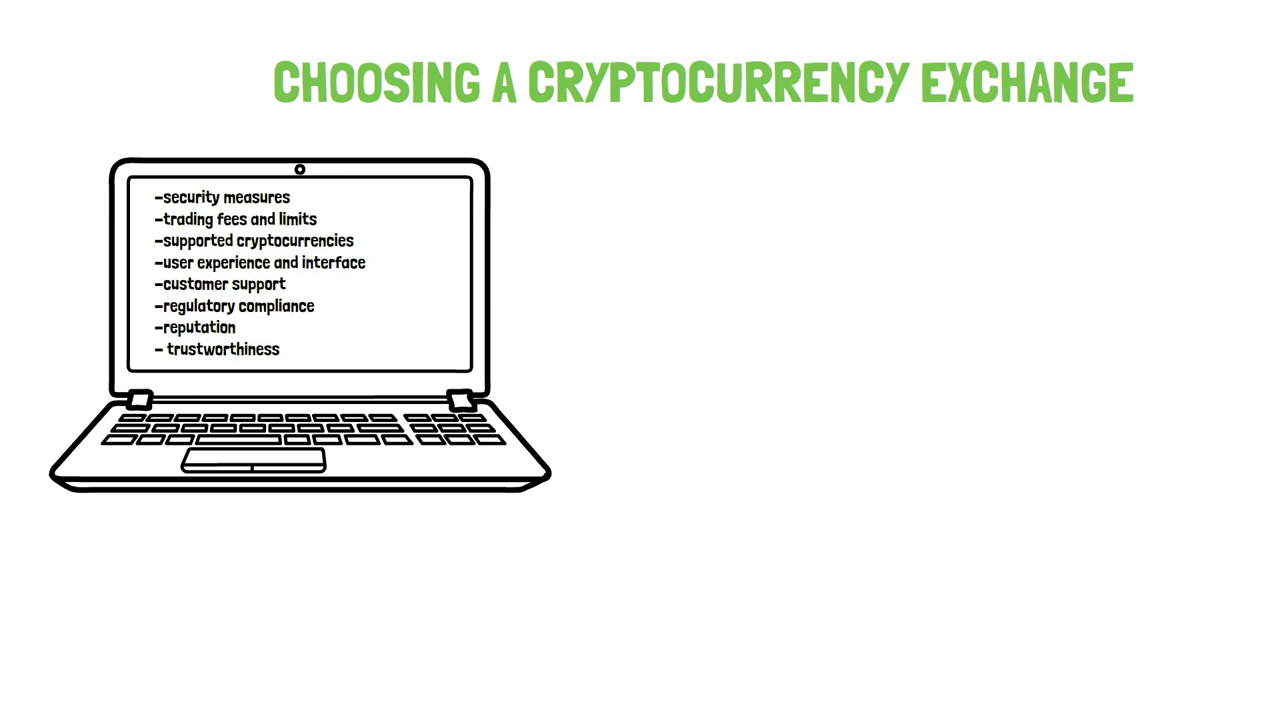 CHOOSING A CRYPTOCURRENCY EXCHANGE
-security measures
-trading fees and limits
-supported cryptocurrencies
-user experience and interface
-customer support
-regulatory compliance
-reputation
- trustworthiness